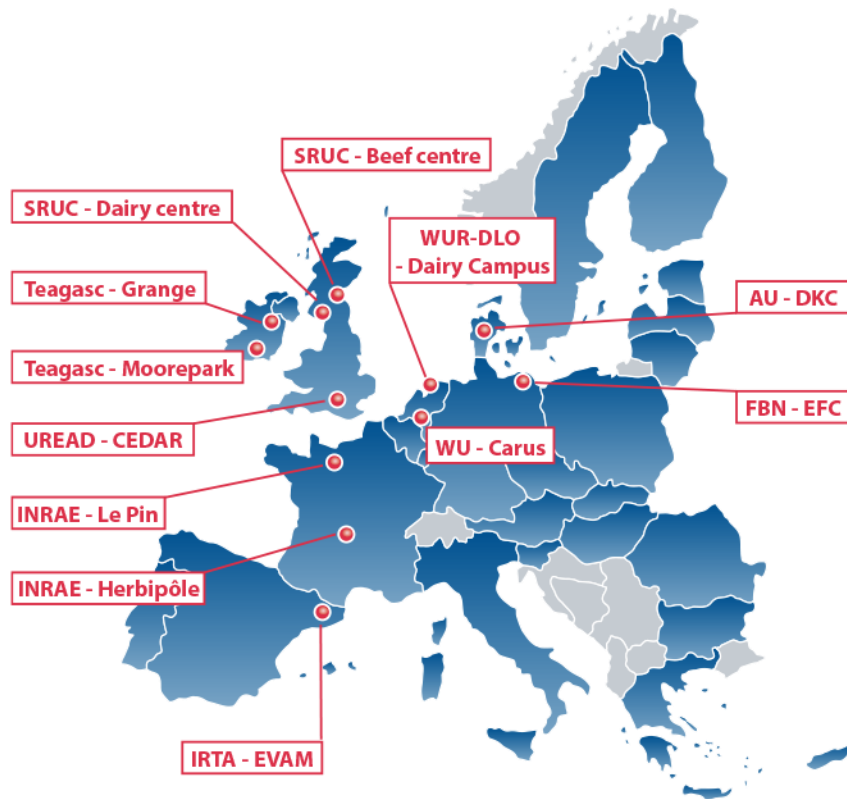 SRUC - Beef centre
SRUC - Dairy centre
WUR-DLO
- Dairy Campus
Teagasc - Grange
AU - DKC
Teagasc - Moorepark
FBN - EFC
UREAD - CEDAR
WU - Carus
INRAE - Le Pin
INRAE - Herbipôle
IRTA - EVAM